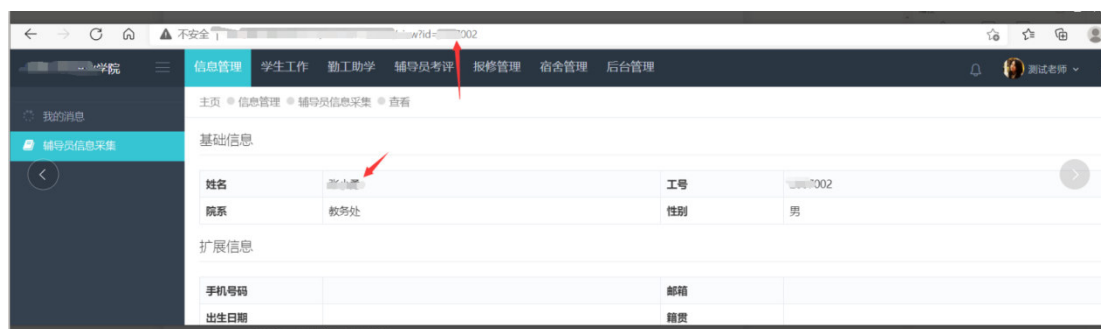 不安全
w?id=
002
学院
信息管理 学生工作 勤工助学 辅导员考评 报修管理 宿舍管理 后台管理
测试老师
主页 信息管理 辅导员信息采集 查看
我的消息
辅导员信息采集
基础信息
姓名 工号 7002
院系 教务处 性别 男
扩展信息
手机号码 邮箱
出生日期 籍贯